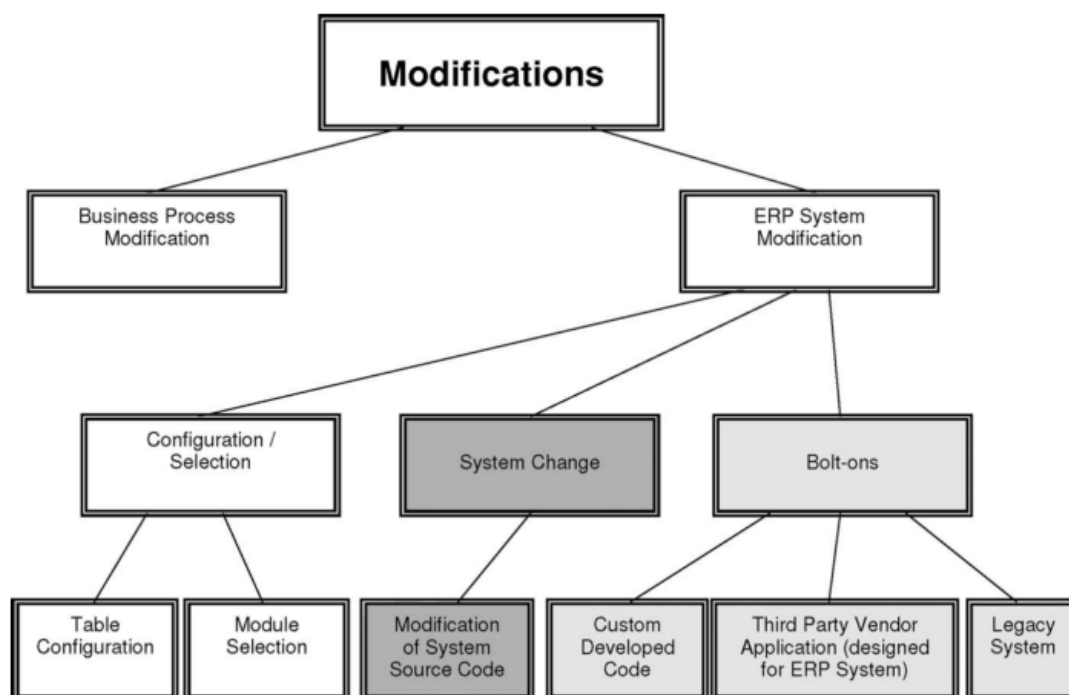 Modifications
Business Process
Modification
ERP System
Modification
Configuration /
Selection
System Change
Bolt-ons
Table
Configuration
Module
Selection
Modification
of System
Source Code
Custom
Developed
Code
Third Party Vendor
Application (designed
for ERP System)
Legacy
System